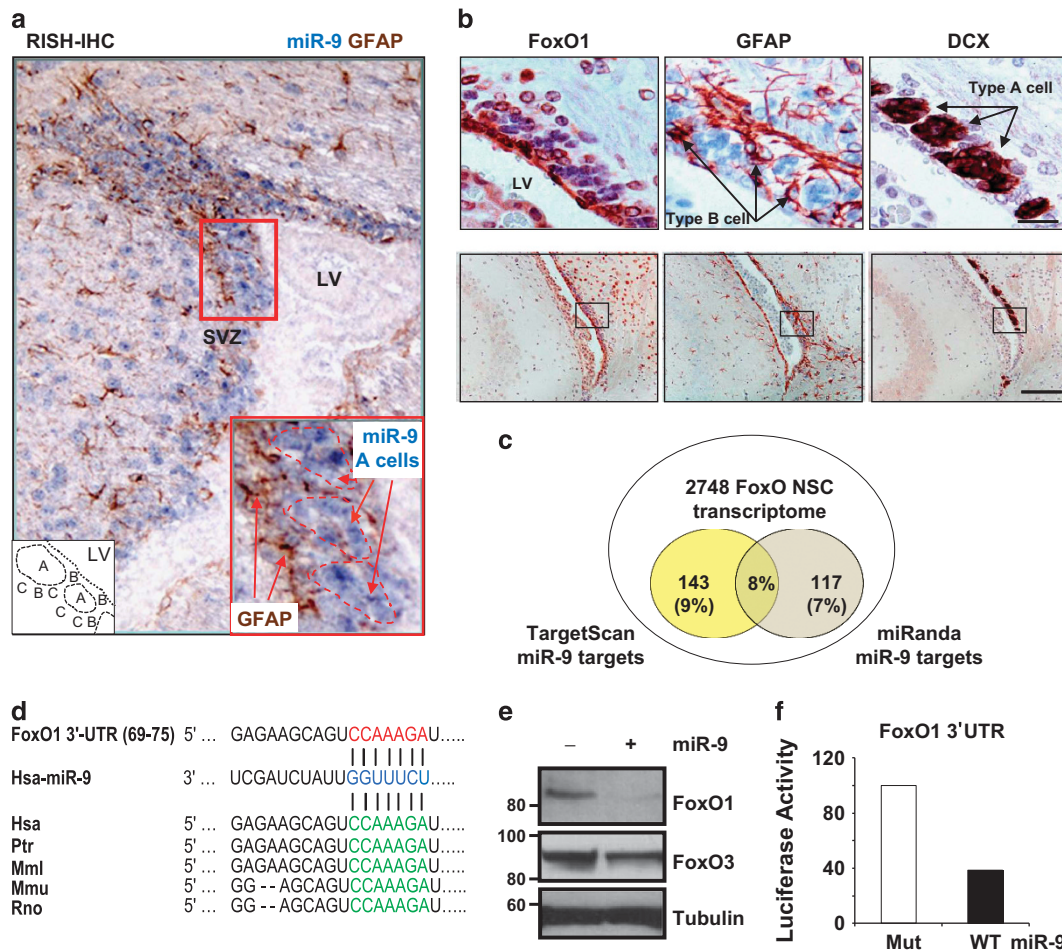 a
RISH-IHC
miR-9 GFAP
LV
SVZ
miR-9
A cells
GFAP
LV
A
B
C
B
C
A
B
C
B
b
FoxO1
GFAP
DCX
LV
Type B cell
Type A cell
c
2748 FoxO NSC
transcriptome
143
(9%)
8%
117
(7%)
TargetScan
miR-9 targets
miRanda
miR-9 targets
d
FoxO1 3'-UTR (69-75) 5' ... GAGAAGCAGUCCAAAGAU.....
Hsa-miR-9 3' ... UCGAUCUAUUGGUUUCU.....
Hsa 5' ... GAGAAGCAGUCCAAAGAU.....
Ptr 5' ... GAGAAGCAGUCCAAAGAU.....
Mml 5' ... GAGAAGCAGUCCAAAGAU.....
Mmu 5' ... GG--AGCAGUCCAAAGAU.....
Rno 5' ... GG--AGCAGUCCAAAGAU.....
e
– + miR-9
80 FoxO1
100
FoxO3
80
60
Tubulin
f
FoxO1 3'UTR
Luciferase Activity
120
80
40
0
Mut WT miR-9